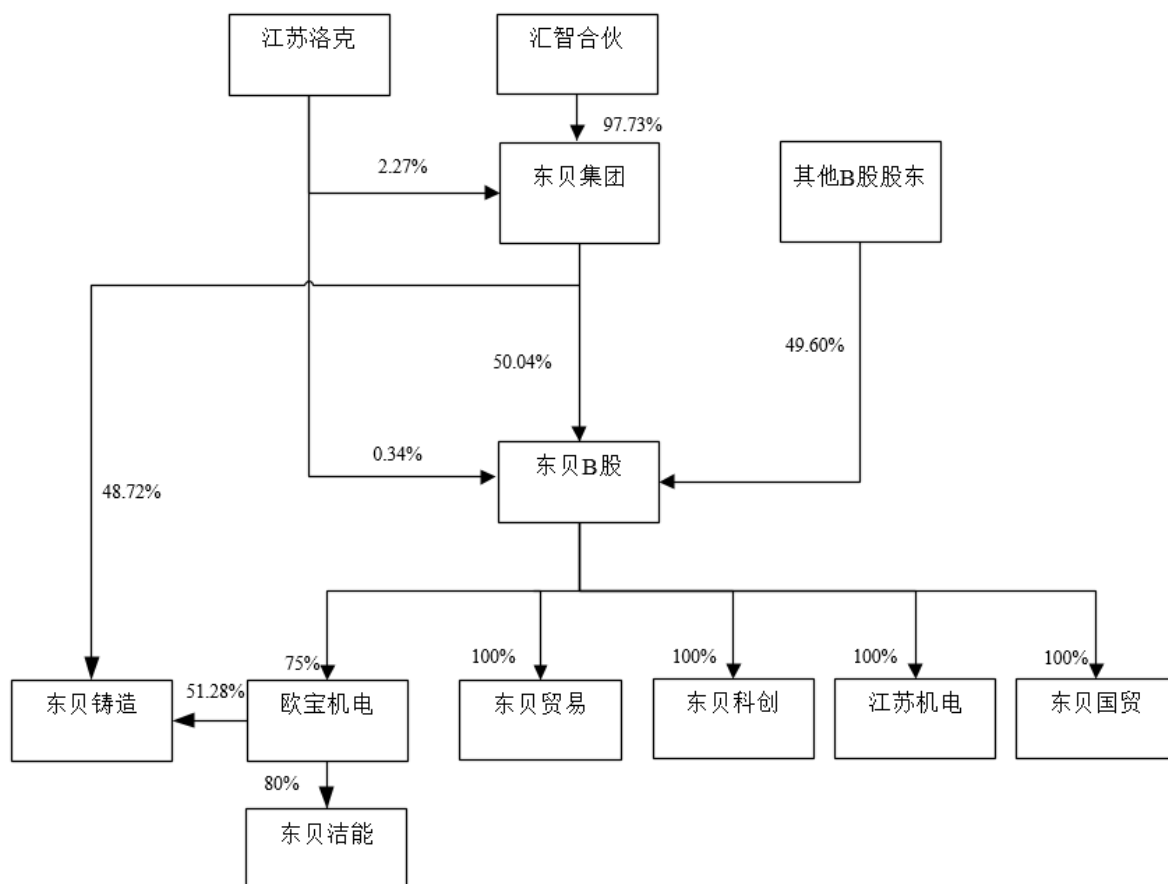 江苏洛克
汇智合伙
97.73%
2.27%
东贝集团
其他B股股东
50.04%
49.60%
0.34%
东贝B股
48.72%
75%
100%
100%
100%
100%
东贝铸造
51.28%
欧宝机电
东贝贸易
东贝科创
江苏机电
东贝国贸
80%
东贝洁能